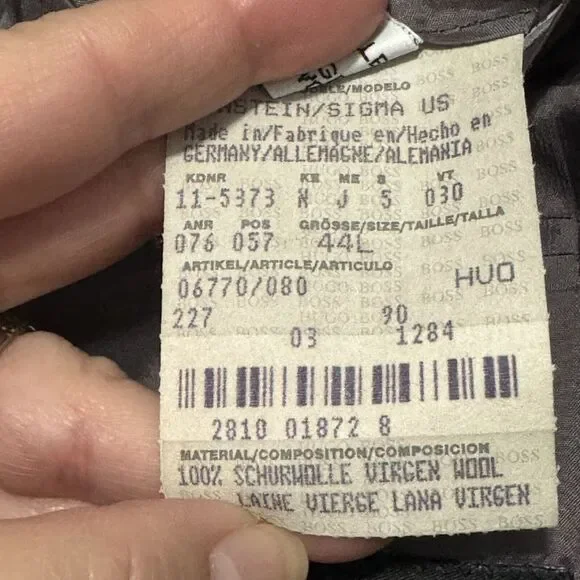 /MODELO
NSTEIN/SIGMA US
Made in/Fabrique en/Hecho en
GERMANY/ALLEMAGNE/ALEMANIA
KDNR KE ME S VT
11-5373 N J S 030
ANR POS GRÖSSE/SIZE/TAILLE/TALLA
076 057 44L
ARTIKEL/ARTICLE/ARTICULO
06770/080 HUO
227 90
03 1284
2810 01872 8
MATERIAL/COMPOSITION/COMPOSICION
100% SCHURWOLLE VIRGEN WOOL
LAINE VIERGE LANA VIRGEN